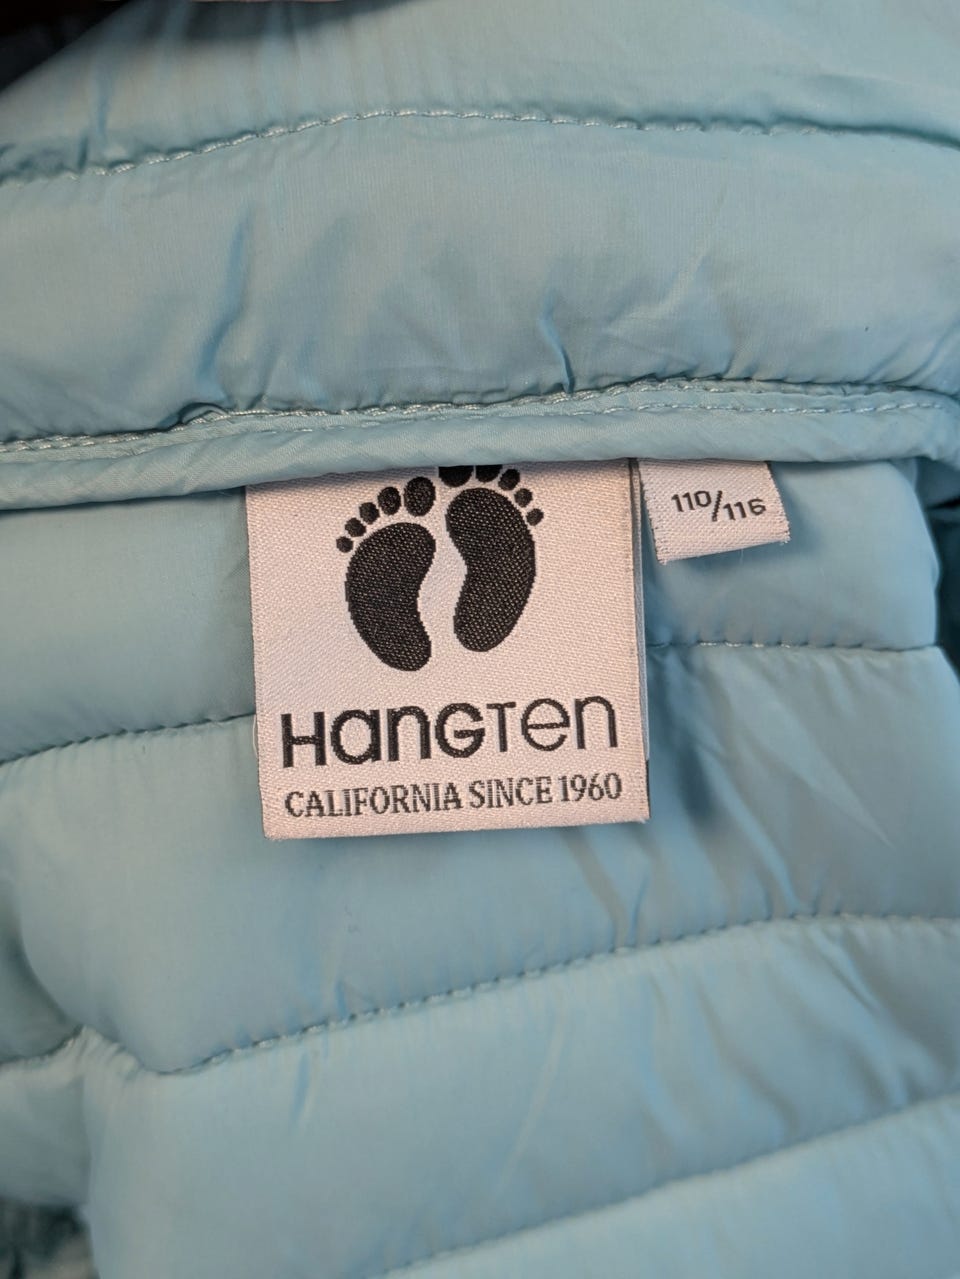 110/116
HANGTEN
CALIFORNIA SINCE 1960